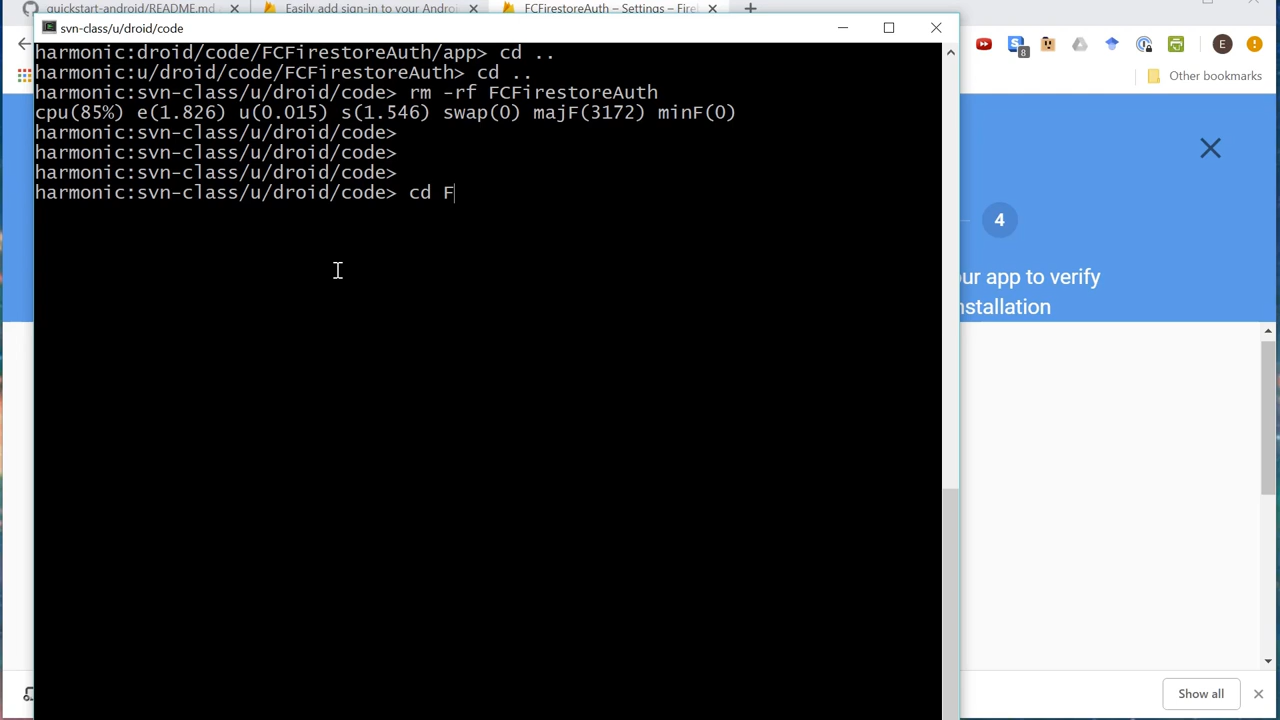 quickstart-android/README.md
Easily add sign-in to your Androi
FCFirestoreAuth – Settings – Fire
svn-class/u/droid/code
harmonic:droid/code/FCFirestoreAuth/app> cd ..
harmonic:u/droid/code/FCFirestoreAuth> cd ..
harmonic:svn-class/u/droid/code> rm -rf FCFirestoreAuth
cpu(85%) e(1.826) u(0.015) s(1.546) swap(0) majF(3172) minF(0)
harmonic:svn-class/u/droid/code>
harmonic:svn-class/u/droid/code>
harmonic:svn-class/u/droid/code>
harmonic:svn-class/u/droid/code> cd F
8
E
Other bookmarks
4
our app to verify
nstallation
Show all